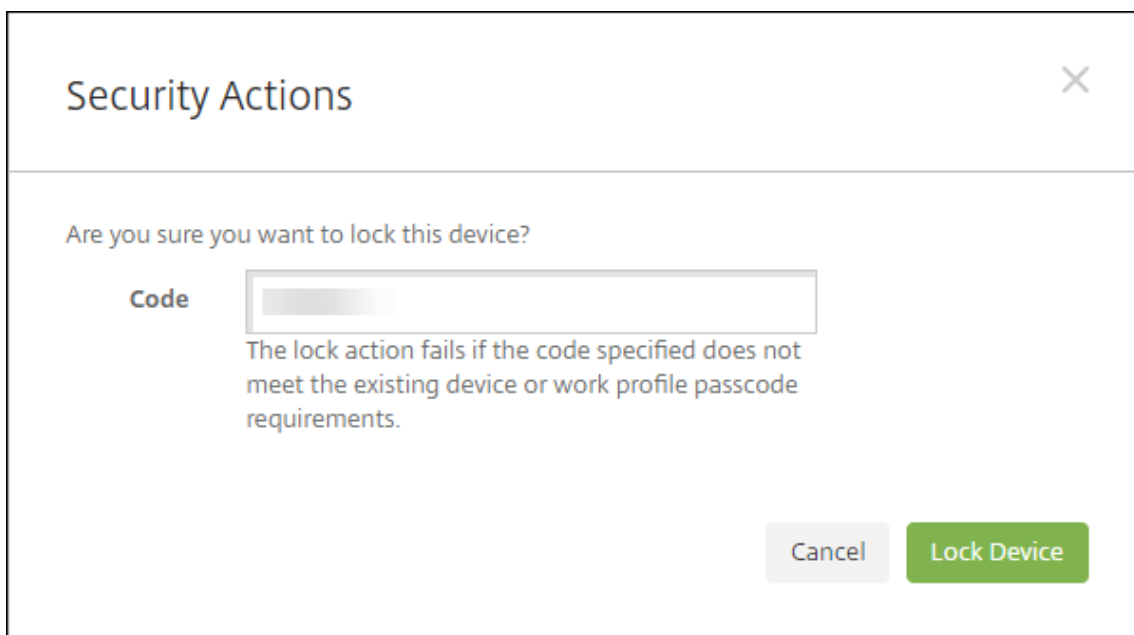 Security Actions
Are you sure you want to lock this device?
Code
The lock action fails if the code specified does not
meet the existing device or work profile passcode
requirements.
Cancel
Lock Device